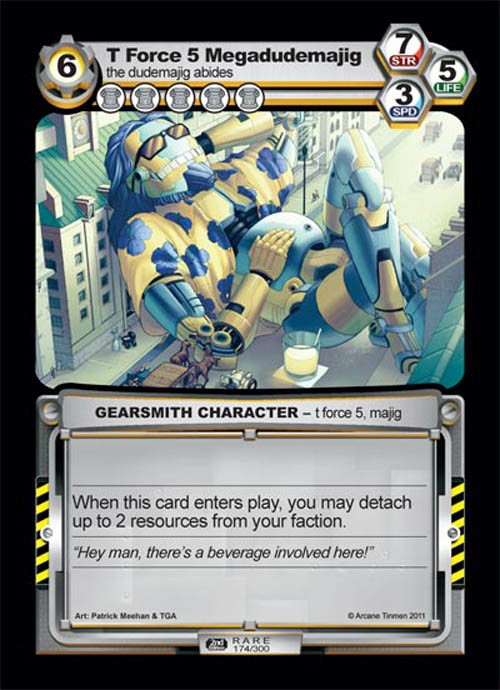 6
T Force 5 Megadudemajig
the dudemajig abides
7
STR
5
LIFE
3
SPD
GEARSMITH CHARACTER – t force 5, majig
When this card enters play, you may detach
up to 2 resources from your faction.
"Hey man, there's a beverage involved here!"
Art: Patrick Meehan & TGA
© Arcane Tinmen 2011
2nd
RARE
174/300